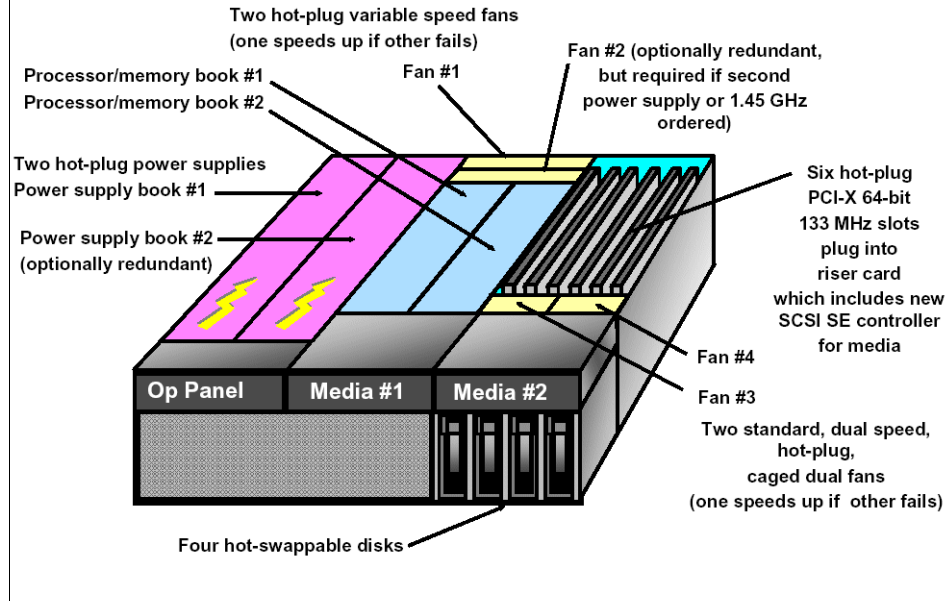 Two hot-plug variable speed fans
(one speeds up if other fails)
Fan #1
Fan #2 (optionally redundant,
but required if second
power supply or 1.45 GHz
ordered)
Processor/memory book #1
Processor/memory book #2
Two hot-plug power supplies
Power supply book #1
Power supply book #2
(optionally redundant)
Six hot-plug
PCI-X 64-bit
133 MHz slots
plug into
riser card
which includes new
SCSI SE controller
for media
Fan #4
Fan #3
Op Panel
Media #1
Media #2
Two standard, dual speed,
hot-plug,
caged dual fans
(one speeds up if other fails)
Four hot-swappable disks